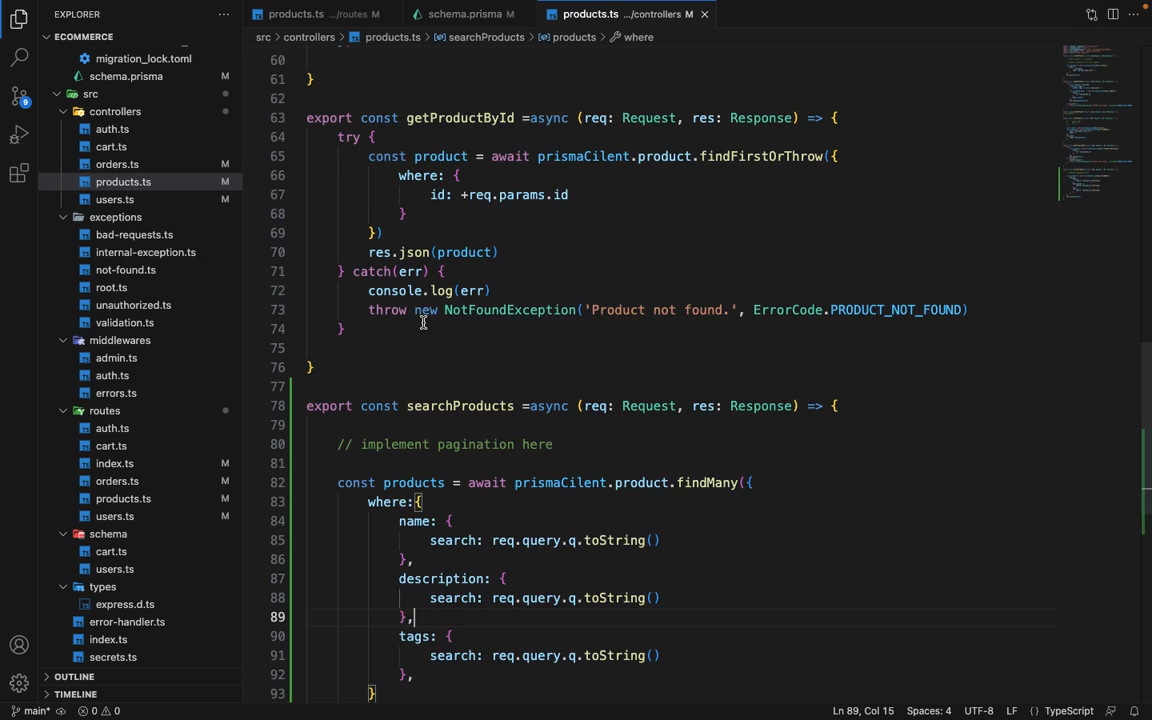 EXPLORER
products.ts .../routes M
schema.prisma M
products.ts .../controllers M
src > controllers > products.ts > searchProducts > products > where
ECOMMERCE
migration_lock.toml
schema.prisma M
src
controllers
auth.ts
cart.ts
orders.ts M
products.ts M
users.ts M
exceptions
bad-requests.ts
internal-exception.ts
not-found.ts
root.ts
unauthorized.ts
validation.ts
middlewares
admin.ts
auth.ts
errors.ts
routes
auth.ts
cart.ts
index.ts M
orders.ts M
products.ts M
users.ts M
schema
cart.ts
users.ts
types
express.d.ts
error-handler.ts
index.ts
secrets.ts
OUTLINE
TIMELINE
9
60
61 }
62
63 export const getProductById =async (req: Request, res: Response) => {
64 try {
65 const product = await prismaCilent.product.findFirstOrThrow({
66 where: {
67 id: +req.params.id
68 }
69 })
70 res.json(product)
71 } catch(err) {
72 console.log(err)
73 throw new NotFoundException('Product not found.', ErrorCode.PRODUCT_NOT_FOUND)
74 }
75
76 }
77
78 export const searchProducts =async (req: Request, res: Response) => {
79
80 // implement pagination here
81
82 const products = await prismaCilent.product.findMany({
83 where:{
84 name: {
85 search: req.query.q.toString()
86 },
87 description: {
88 search: req.query.q.toString()
89 },
90 tags: {
91 search: req.query.q.toString()
92 },
93 }
main* 0 0
Ln 89, Col 15 Spaces: 4 UTF-8 LF {} TypeScript